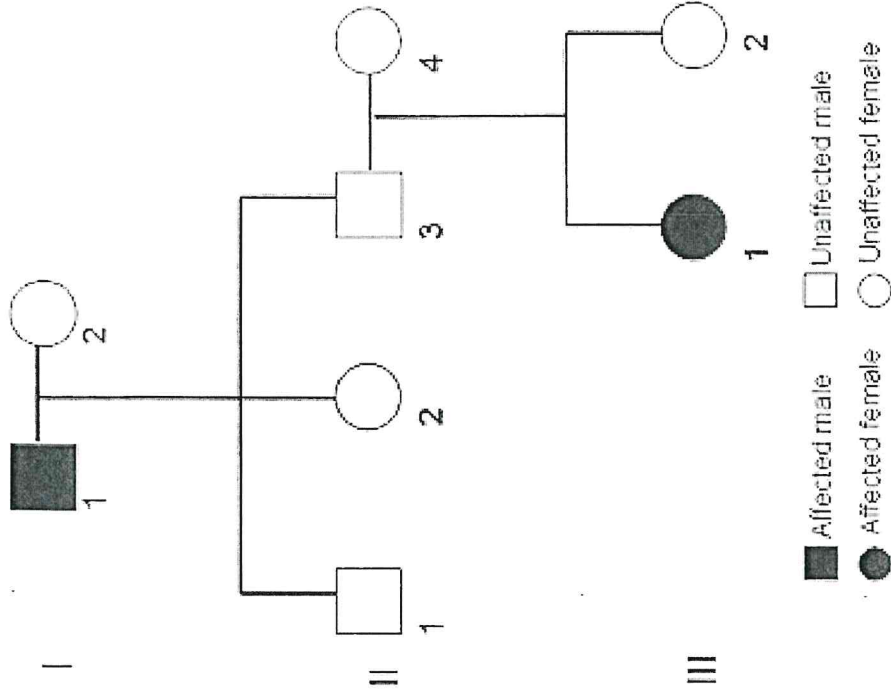 I
1
2
II
1
2
3
4
III
1
2
Affected male
Unaffected male
Affected female
Unaffected female